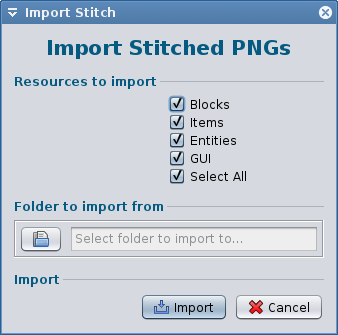 Import Stitch
Import Stitched PNGs
Resources to import
Blocks
Items
Entities
GUI
Select All
Folder to import from
Select folder to import to...
Import
Import
Cancel